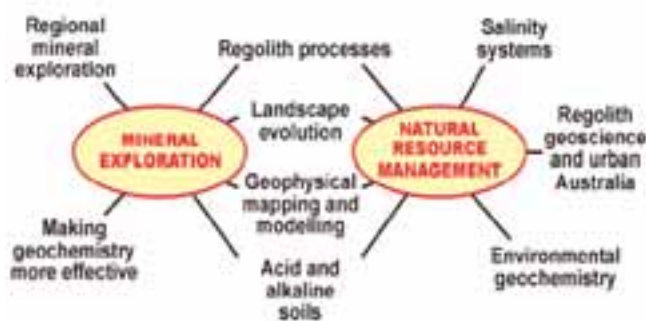 Regional
mineral
exploration
Regolith processes
Salinity
systems
Landscape
evolution
MINERAL
EXPLORATION
NATURAL
RESOURCE
MANAGEMENT
Regolith
geoscience
and urban
Australia
Geophysical
mapping and
modelling
Making
geochemistry
more effective
Acid and
alkaline
soils
Environmental
geochemistry